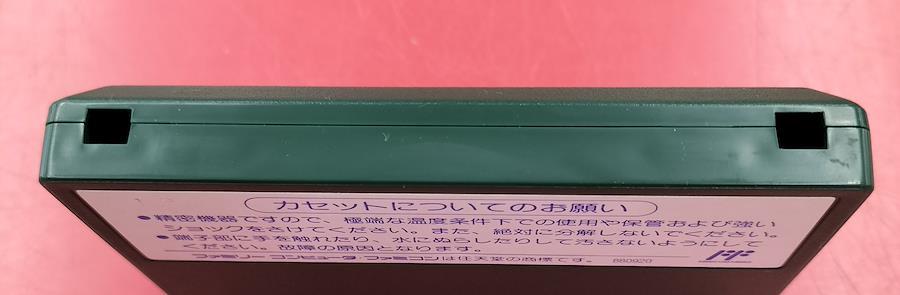 カセットについてのお願い
●精密機器ですので、極端な温度条件下での使用や保管および強い
ショックをさけてください。また、絶対に分解しないでください。
●端子部に手を触れたり、水にぬらしたりして汚さないようにして
ください。故障の原因となります。
ファミリーコンピュータ・ファミコンは任天堂の商標です。 880920